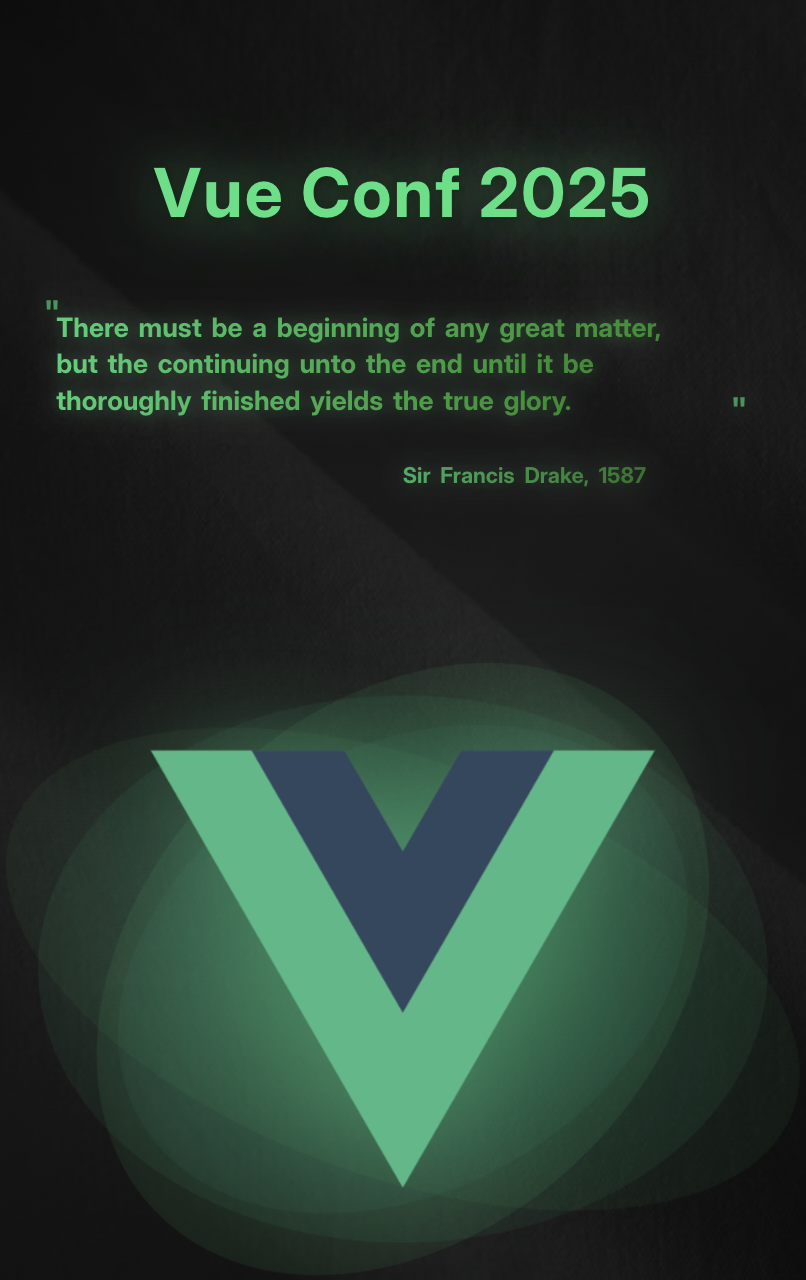 Vue Conf 2025
"There must be a beginning of any great matter,
but the continuing unto the end until it be
thoroughly finished yields the true glory."
Sir Francis Drake, 1587